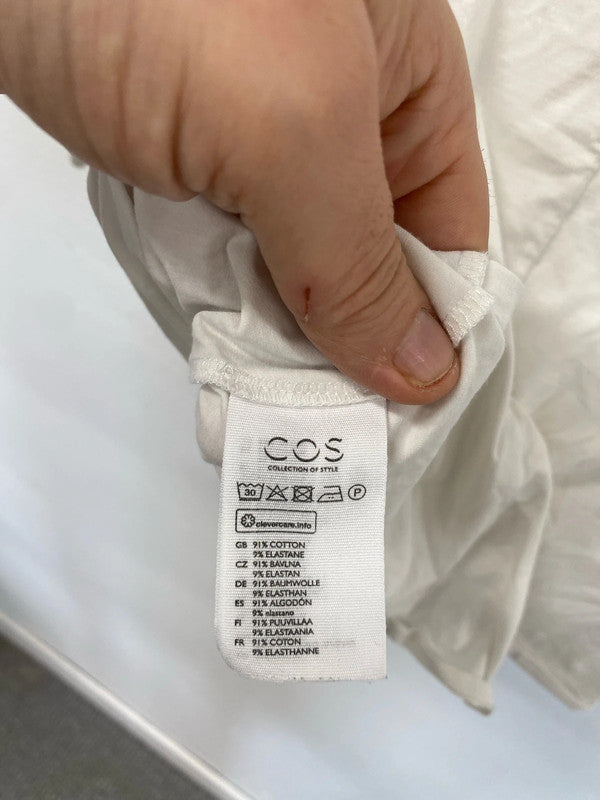 COS
COLLECTION OF STYLE
30 P
clevercare.info
GB 91% COTTON
9% ELASTANE
CZ 91% BAVLNA
9% ELASTAN
DE 91% BAUMWOLLE
9% ELASTHAN
ES 91% ALGODÓN
9% elastano
FI 91% PUUVILLAA
9% ELASTAANIA
FR 91% COTON
9% ELASTHANNE